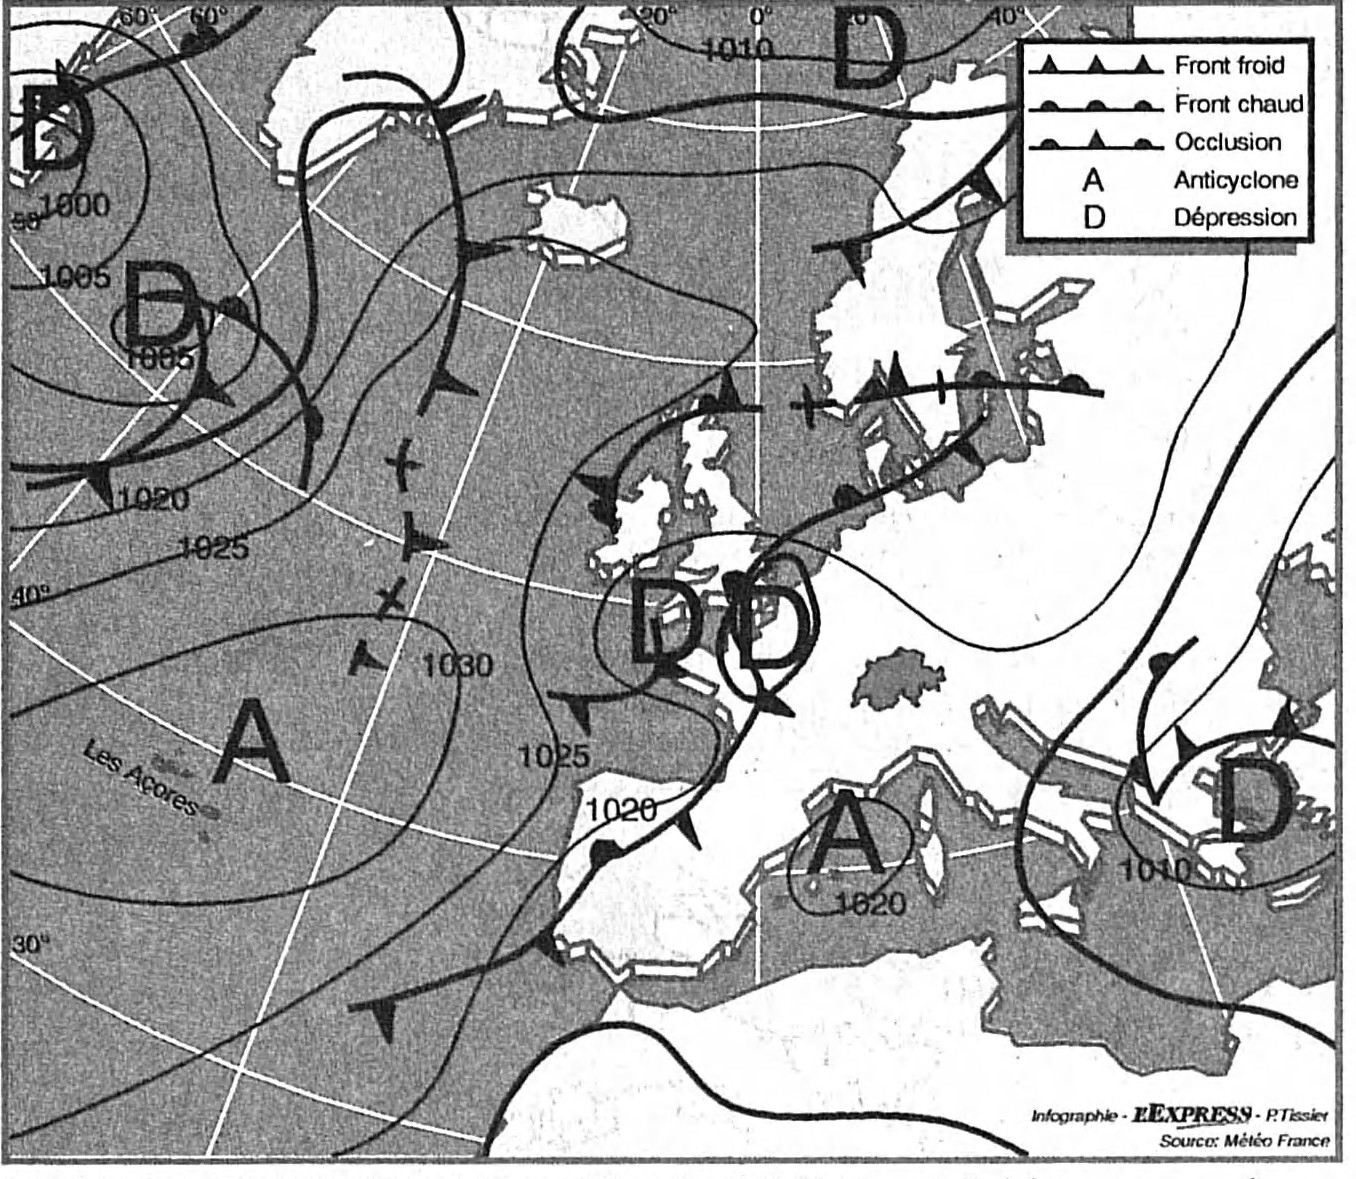 60° 60° 20° 0° 40°
1010 D
Front froid
Front chaud
Occlusion
A Anticyclone
D Dépression
D
1000
50°
1005
D
1005
1020
1025
40°
D D
1030
A
Les Açores
1025
1020
A
1020
D
1010
30°
Infographie - L'EXPRESS - P.Tissier
Source: Météo France